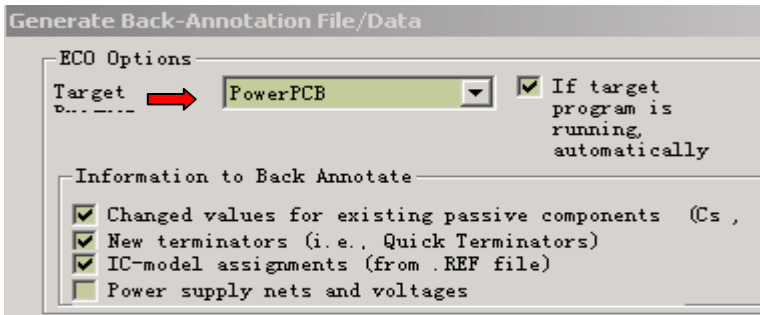 Generate Back-Annotation File/Data
ECO Options
Target
PowerPCB
If target
program is
running,
automatically
Information to Back Annotate
Changed values for existing passive components (Cs ,
New terminators (i.e., Quick Terminators)
IC-model assignments (from .REF file)
Power supply nets and voltages